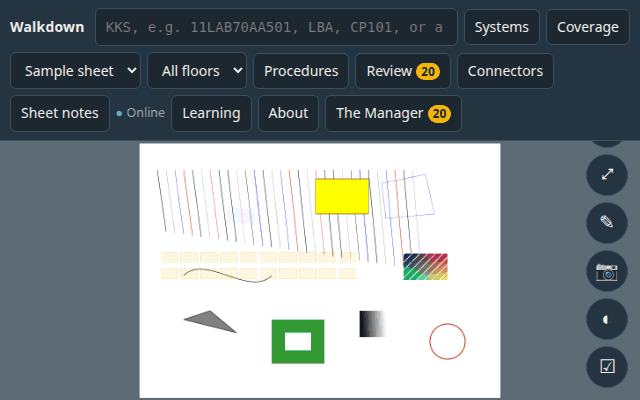 Walkdown KKS, e.g. 11LAB70AA501, LBA, CP101, or a Systems Coverage
Sample sheet All floors Procedures Review 20 Connectors
Sheet notes Online Learning About The Manager 20